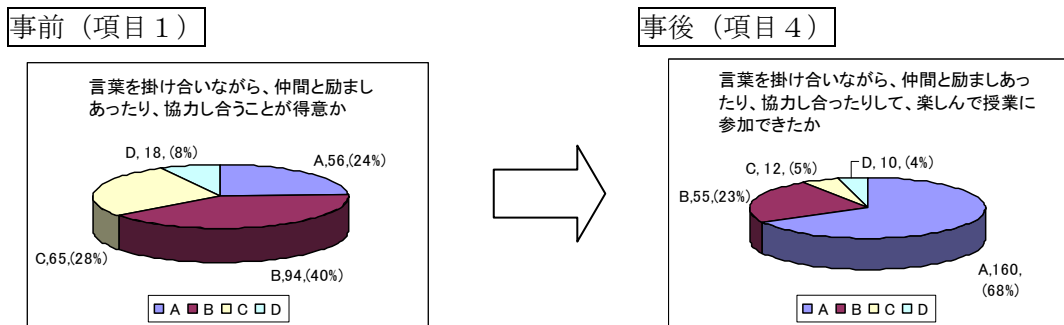 事前（項目１）
言葉を掛け合いながら、仲間と励まし
あったり、協力し合うことが得意か
D, 18, (8%)
A,56,(24%)
C,65,(28%)
B,94,(40%)
A B C D
事後（項目４）
言葉を掛け合いながら、仲間と励ましあっ
たり、協力し合ったりして、楽しんで授業に
参加できたか
C, 12, (5%)
D, 10, (4%)
B,55,(23%)
A,160,
(68%)
A B C D